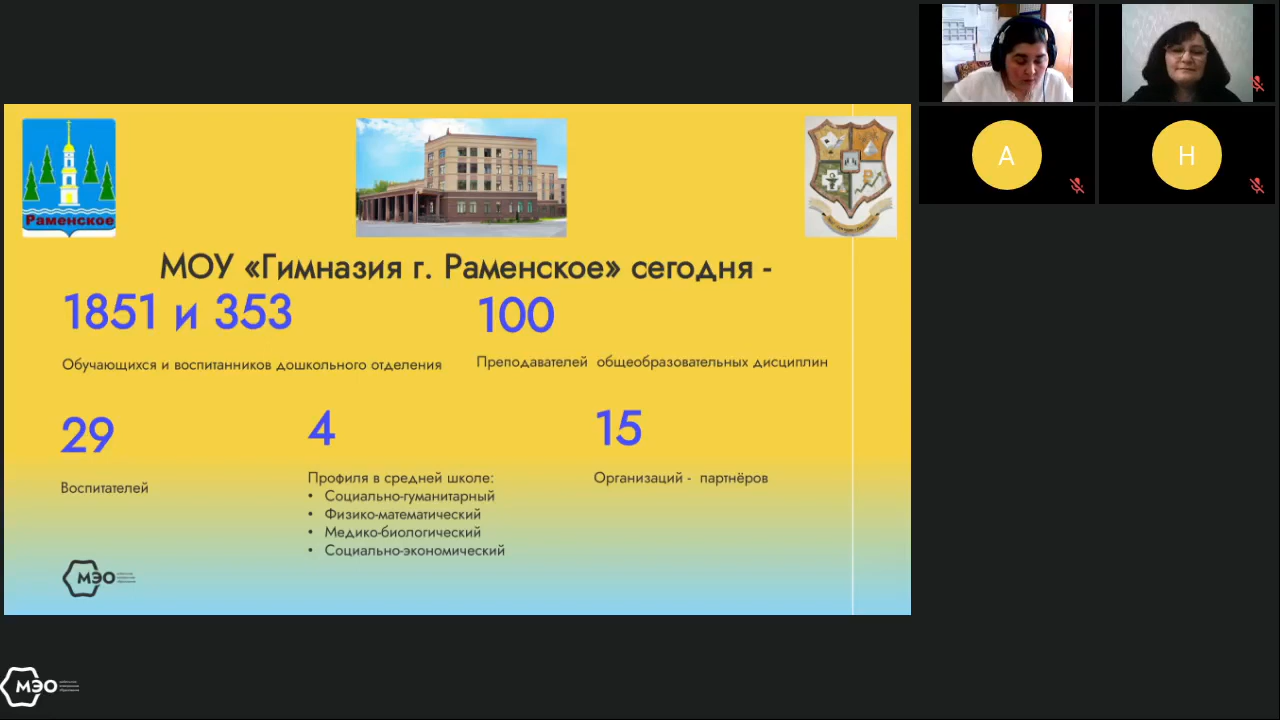 Раменское
МОУ «Гимназия г. Раменское» сегодня -
1851 и 353
Обучающихся и воспитанников дошкольного отделения
100
Преподавателей общеобразовательных дисциплин
29
Воспитателей
4
Профиля в средней школе:
• Социально-гуманитарный
• Физико-математический
• Медико-биологический
• Социально-экономический
15
Организаций - партнёров
МЭО
МЭО
А
Н